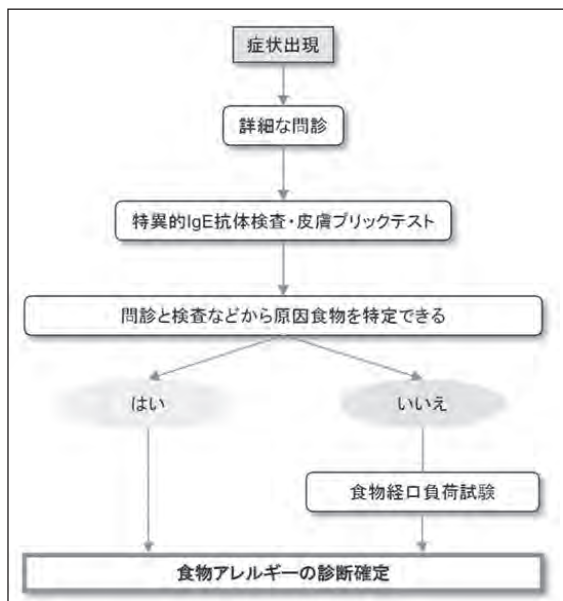 症状出現
詳細な問診
特異的IgE抗体検査・皮膚プリックテスト
問診と検査などから原因食物を特定できる
はい
いいえ
食物経口負荷試験
食物アレルギーの診断確定